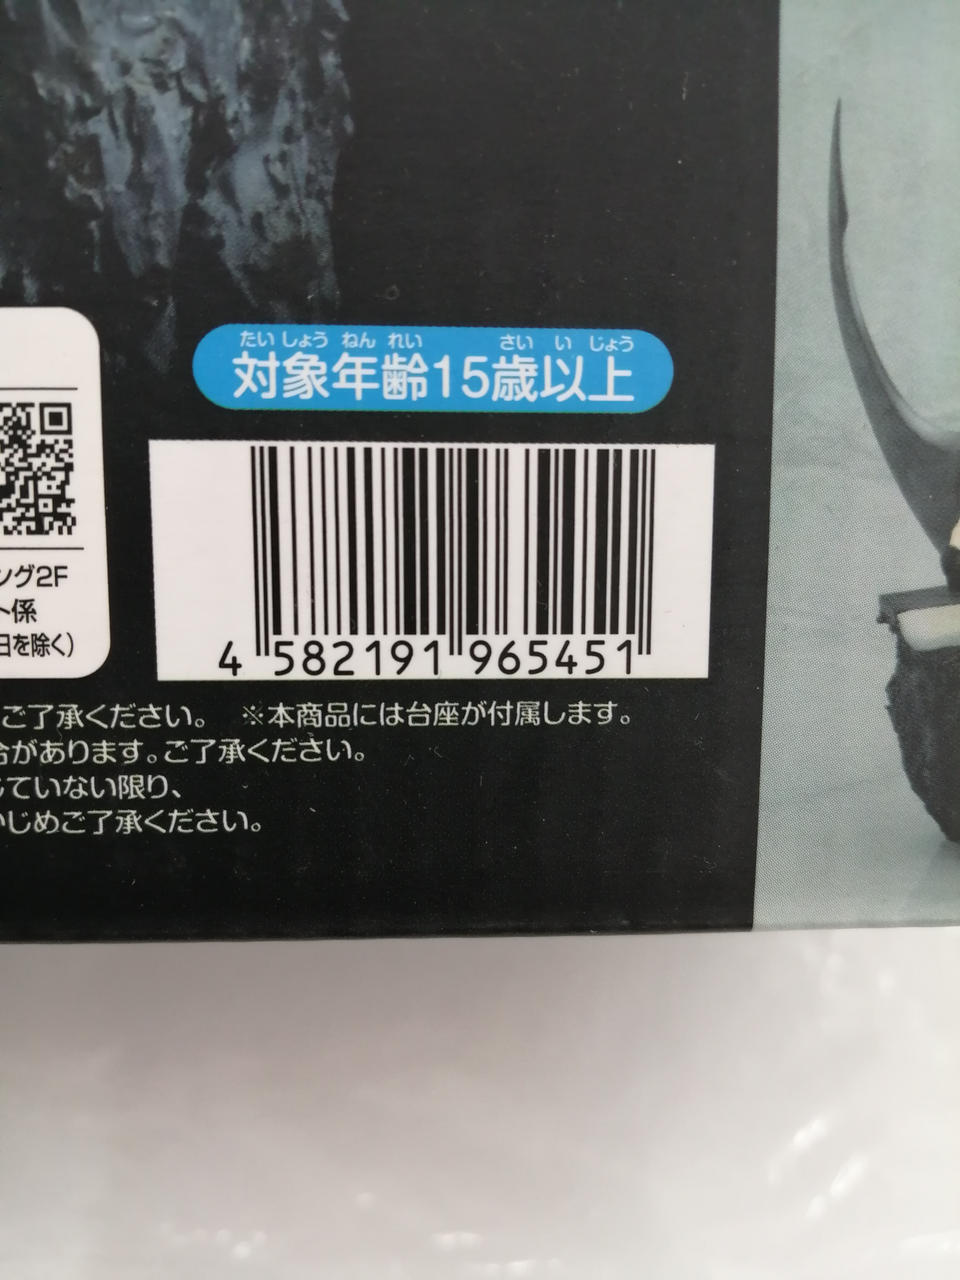 たいしょうねんれい さいいじょう
対象年齢15歳以上
ング2F
ト係
日を除く)
4 582191 965451
ご了承ください。 ※本商品には台座が付属します。
合があります。ご了承ください。
していない限り、
いじめご了承ください。